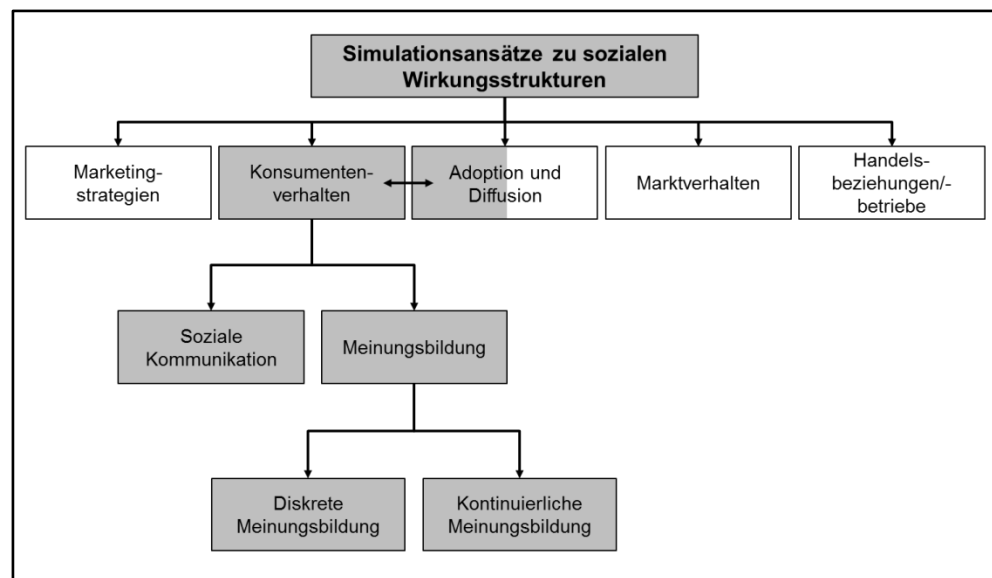 Simulationsansätze zu sozialen
Wirkungsstrukturen
Marketing-
strategien
Konsumenten-
verhalten
Adoption und
Diffusion
Marktverhalten
Handels-
beziehungen/-
betriebe
Soziale
Kommunikation
Meinungsbildung
Diskrete
Meinungsbildung
Kontinuierliche
Meinungsbildung